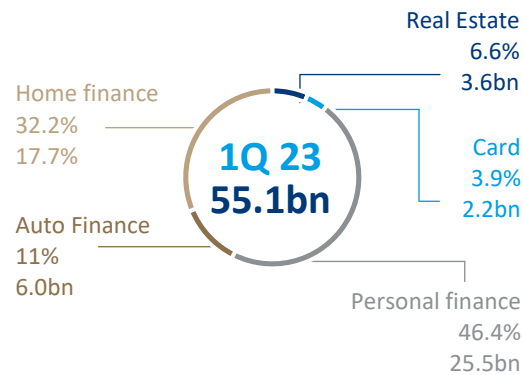 Real Estate
6.6%
3.6bn
Home finance
32.2%
17.7%
1Q 23
55.1bn
Card
3.9%
2.2bn
Auto Finance
11%
6.0bn
Personal finance
46.4%
25.5bn